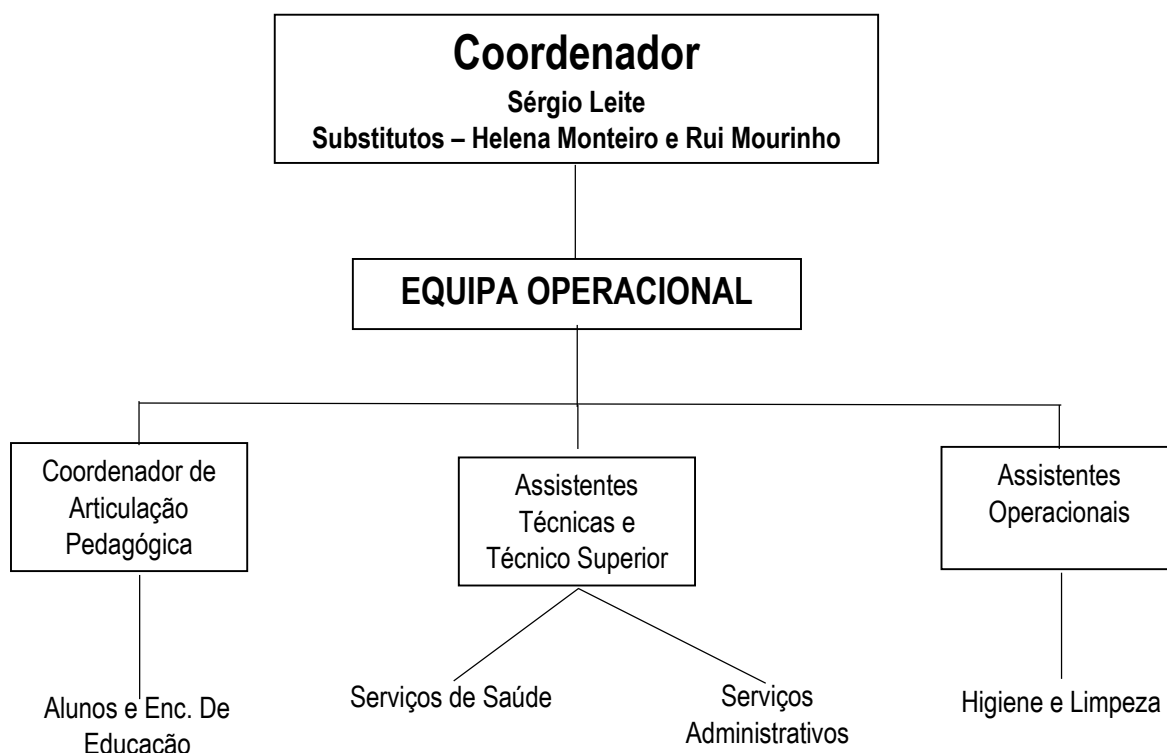 Coordenador
Sérgio Leite
Substitutos – Helena Monteiro e Rui Mourinho
EQUIPA OPERACIONAL
Coordenador de
Articulação
Pedagógica
Assistentes
Técnicas e
Técnico Superior
Assistentes
Operacionais
Alunos e Enc. De
Educação
Serviços de Saúde
Serviços
Administrativos
Higiene e Limpeza